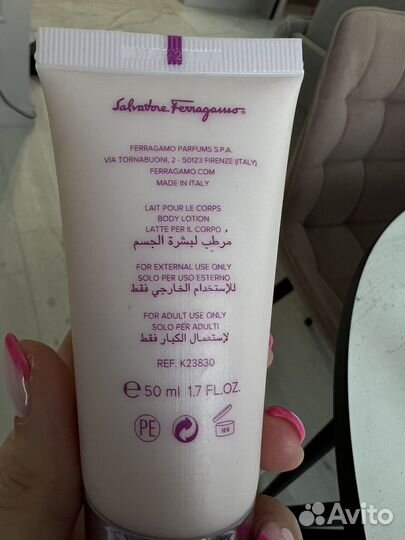 Salvatore Ferragamo
FERRAGAMO PARFUMS S.P.A.
VIA TORNABUONI, 2 - 50123 FIRENZE (ITALY)
FERRAGAMO.COM
MADE IN ITALY
LAIT POUR LE CORPS
BODY LOTION
LATTE PER IL CORPO
مرطب لبشرة الجسم
FOR EXTERNAL USE ONLY
SOLO PER USO ESTERNO
للإستخدام الخارجي فقط
FOR ADULT USE ONLY
SOLO PER ADULTI
لإستعمال الكبار فقط
REF. K23830
e 50 ml 1.7 FL.OZ.
PE
Avito